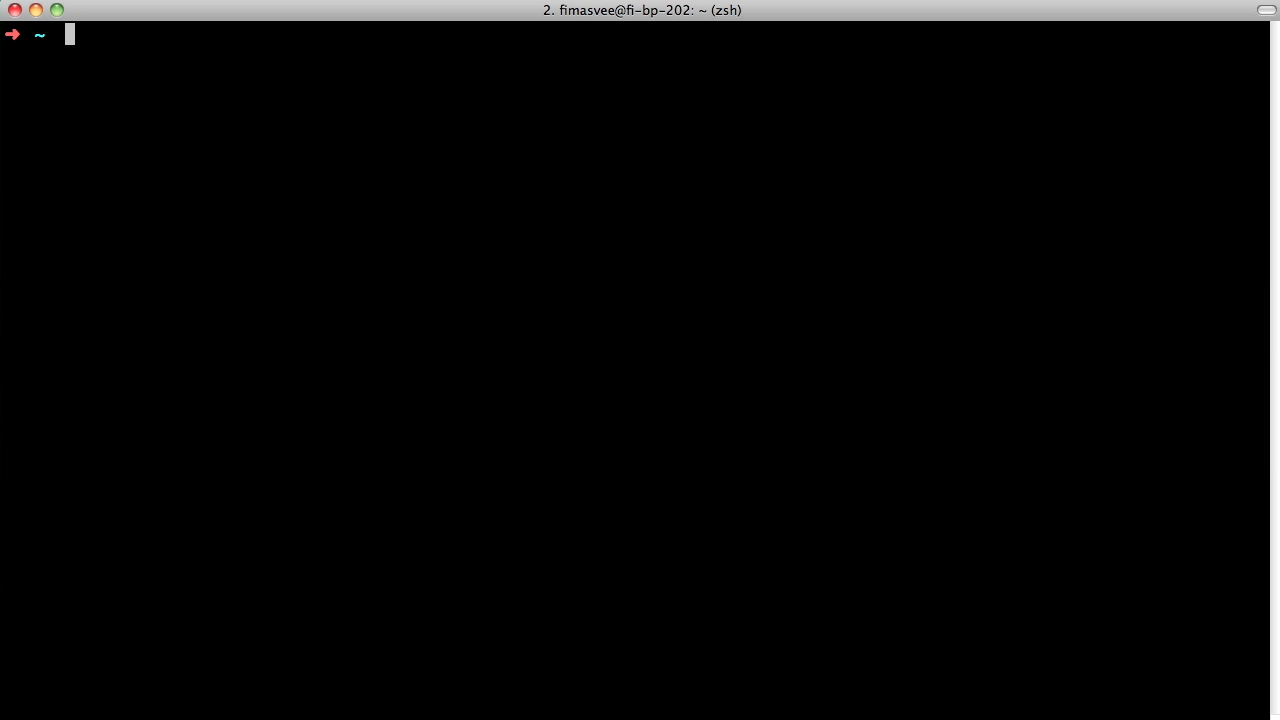 2. fimasvee@fi-bp-202: ~ (zsh)
➜ ~